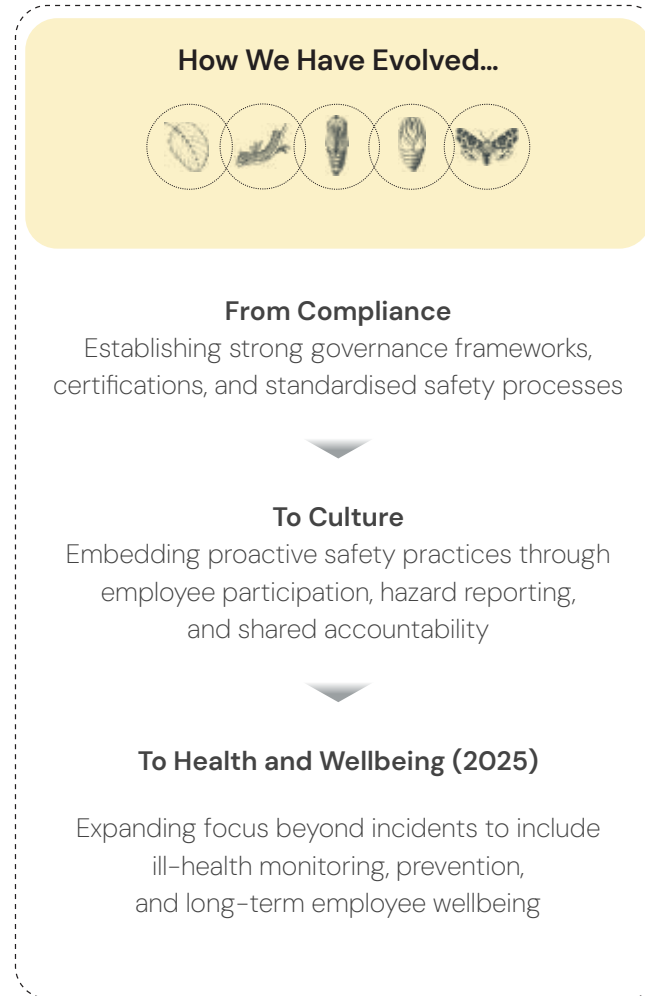 How We Have Evolved...
From Compliance
Establishing strong governance frameworks,
certifications, and standardised safety processes
To Culture
Embedding proactive safety practices through
employee participation, hazard reporting,
and shared accountability
To Health and Wellbeing (2025)
Expanding focus beyond incidents to include
ill-health monitoring, prevention,
and long-term employee wellbeing